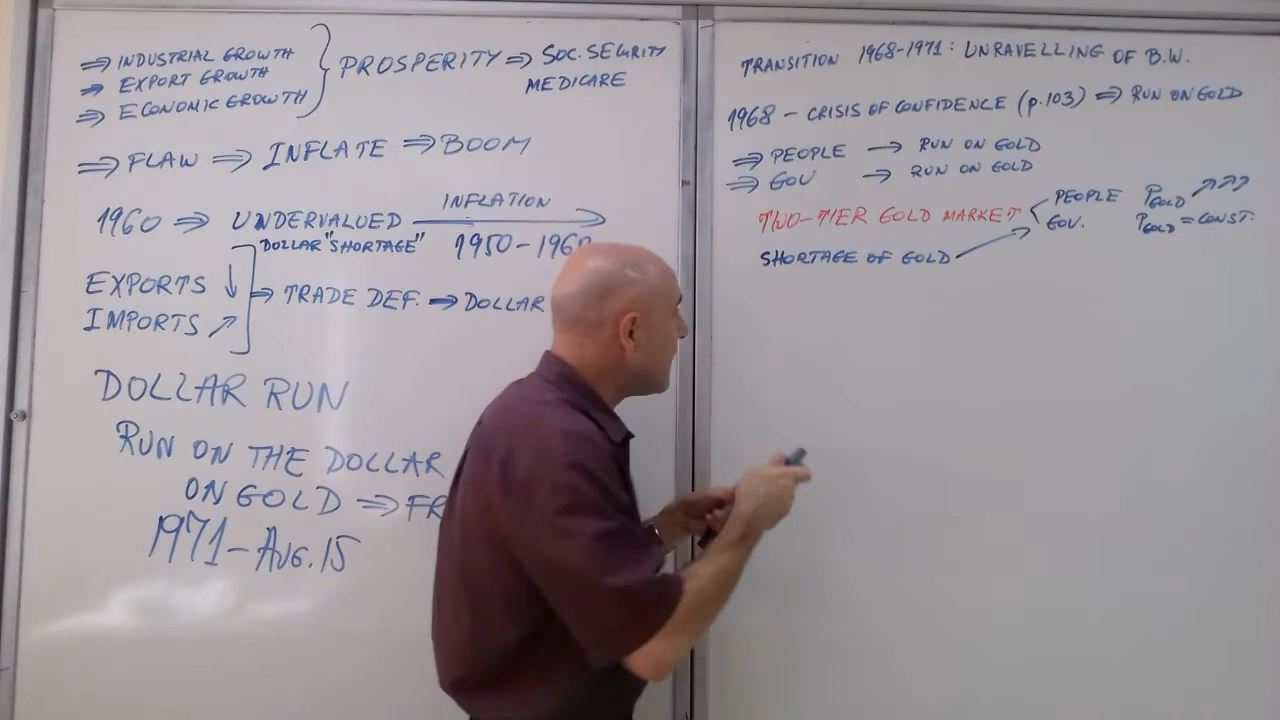 ⇒ INDUSTRIAL GROWTH
⇒ EXPORT GROWTH
⇒ ECONOMIC GROWTH
} PROSPERITY ⇒ SOC. SECURITY
MEDICARE
⇒ FLAW ⇒ INFLATE ⇒ BOOM
1960 ⇒ UNDERVALUED
INFLATION
DOLLAR "SHORTAGE"
1950-1960
EXPORTS ↓
IMPORTS ↗
⇒ TRADE DEF. → DOLLAR
DOLLAR RUN
RUN ON THE DOLLAR
ON GOLD ⇒ FR
1971-AUG.15
TRANSITION 1968-1971: UNRAVELLING OF B.W.
1968 - CRISIS OF CONFIDENCE (p.103) ⇒ RUN ON GOLD
⇒ PEOPLE → RUN ON GOLD
⇒ GOV → RUN ON GOLD
TWO-TIER GOLD MARKET
PEOPLE PGOLD ↗↗↗
GOV. PGOLD = CONST.
SHORTAGE OF GOLD